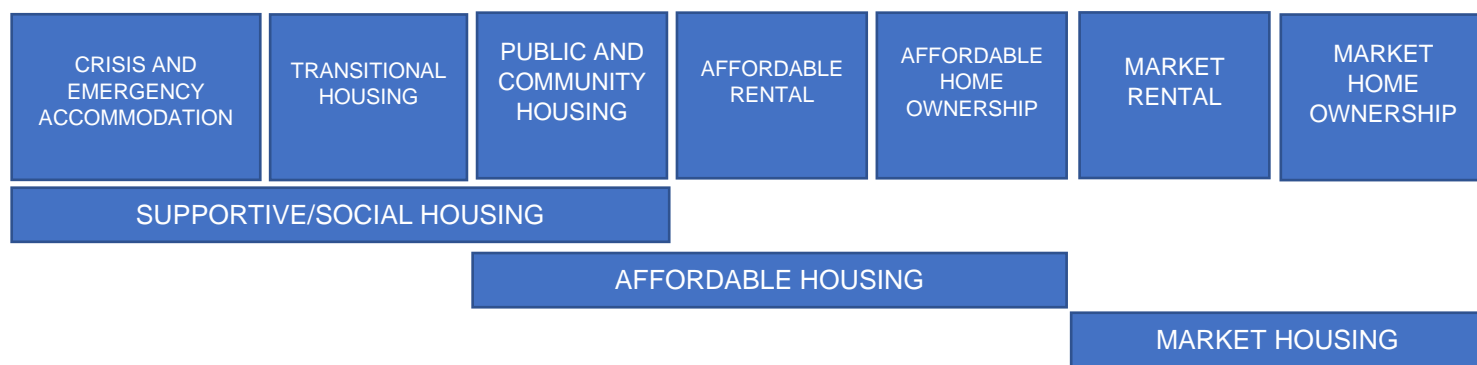 CRISIS AND
EMERGENCY
ACCOMMODATION
TRANSITIONAL
HOUSING
PUBLIC AND
COMMUNITY
HOUSING
AFFORDABLE
RENTAL
AFFORDABLE
HOME
OWNERSHIP
MARKET
RENTAL
MARKET
HOME
OWNERSHIP
SUPPORTIVE/SOCIAL HOUSING
AFFORDABLE HOUSING
MARKET HOUSING